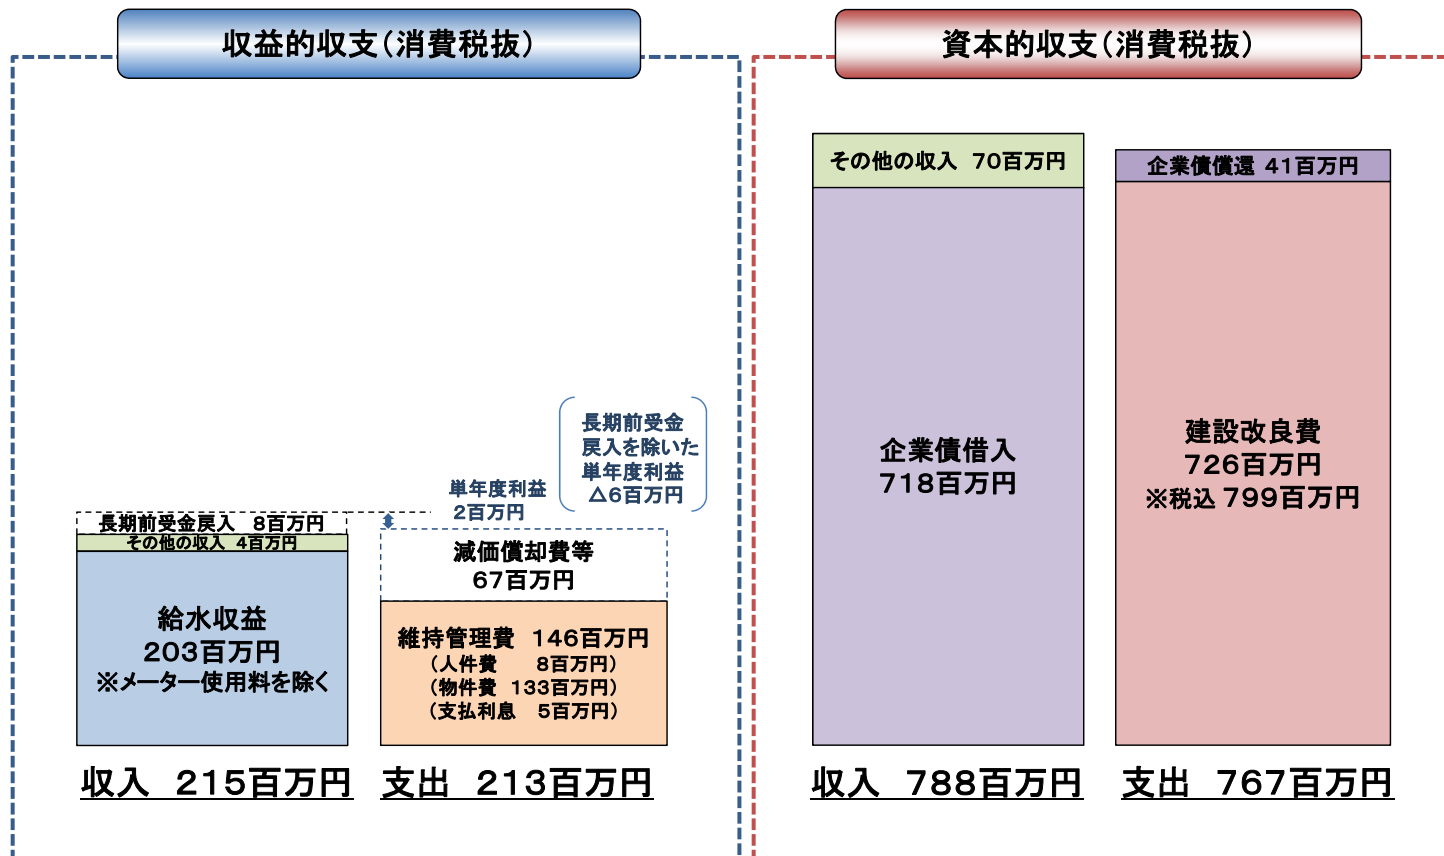 収益的収支（消費税抜）
長期前受金
戻入を除いた
単年度利益
△6百万円
単年度利益
2百万円
長期前受金戻入　8百万円
その他の収入　4百万円
給水収益
203百万円
※メーター使用料を除く
減価償却費等
67百万円
維持管理費　146百万円
（人件費　　8百万円）
（物件費　133百万円）
（支払利息　5百万円）
収入　215百万円
支出　213百万円
資本的収支（消費税抜）
その他の収入　70百万円
企業債借入
718百万円
企業債償還　41百万円
建設改良費
726百万円
※税込 799百万円
収入　788百万円
支出　767百万円